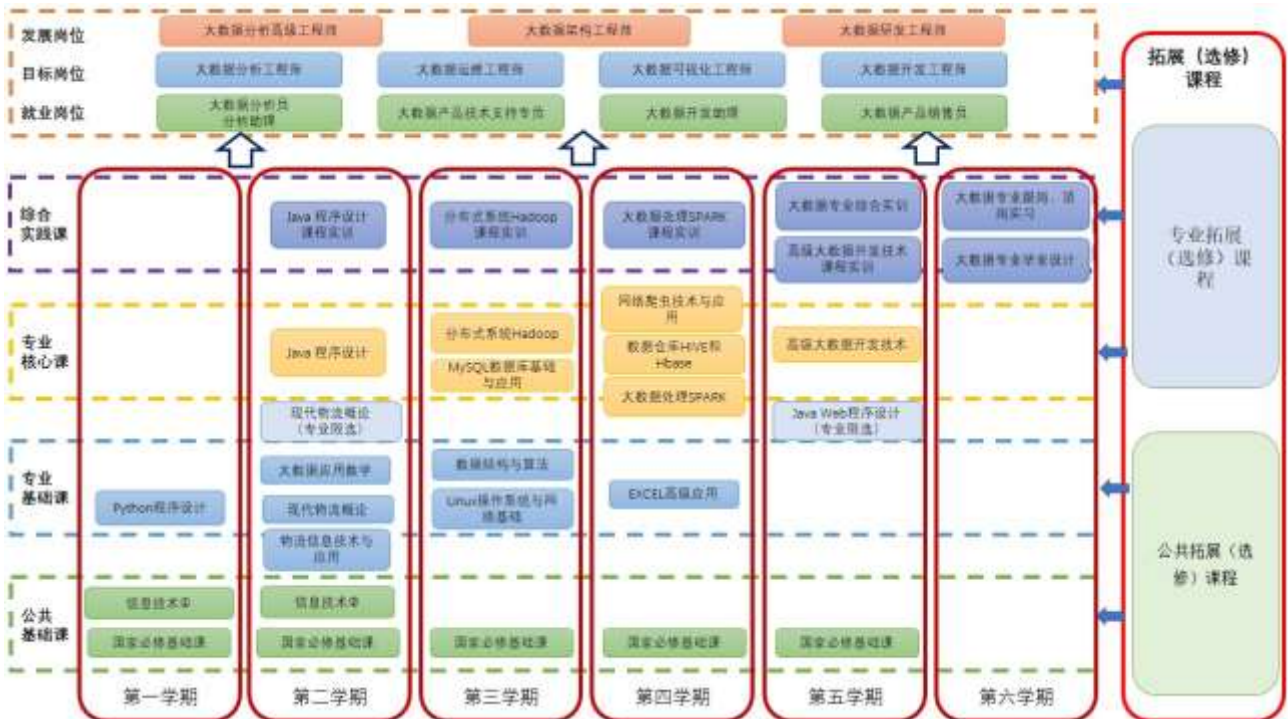 发展岗位
大数据分析高级工程师
大数据架构工程师
大数据研发工程师
目标岗位
大数据分析工程师
大数据运维工程师
大数据可视化工程师
大数据开发工程师
就业岗位
大数据分析员
分析助理
大数据产品技术支持专员
大数据开发助理
大数据产品销售员
拓展（选修）
课程
专业拓展
（选修）课
程
公共拓展（选
修）课程
综合
实践课
Java 程序设计
课程实训
分布式系统Hadoop
课程实训
大数据处理SPARK
课程实训
大数据专业综合实训
高级大数据开发技术
课程实训
大数据专业跟岗、顶
岗实习
大数据专业毕业设计
专业
核心课
Java 程序设计
分布式系统Hadoop
MySQL数据库基础
与应用
网络爬虫技术与应
用
数据仓库HIVE和
Hbase
大数据处理SPARK
高级大数据开发技术
现代物流概论
（专业限选）
Java Web程序设计
（专业限选）
专业
基础课
Python程序设计
大数据应用数学
现代物流概论
物流信息技术与
应用
数据结构与算法
Linux操作系统与网
络基础
EXCEL高级应用
公共
基础课
信息技术
国家必修基础课
信息技术
国家必修基础课
国家必修基础课
国家必修基础课
国家必修基础课
第一学期
第二学期
第三学期
第四学期
第五学期
第六学期